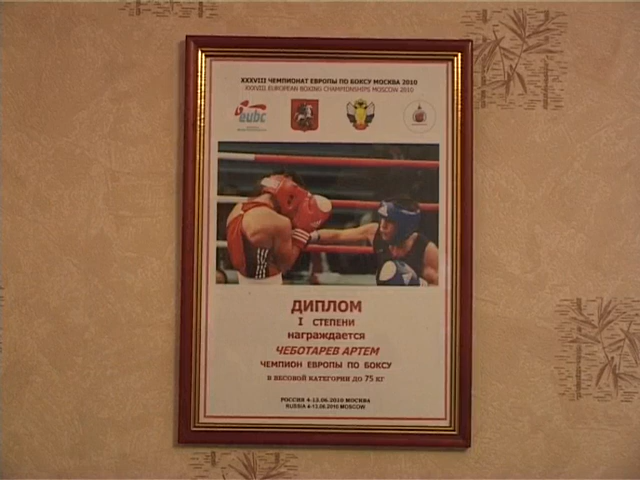 XXXVIII ЧЕМПИОНАТ ЕВРОПЫ ПО БОКСУ МОСКВА 2010
XXXVIII EUROPEAN BOXING CHAMPIONSHIPS MOSCOW 2010
eubc
ДИПЛОМ
I СТЕПЕНИ
награждается
ЧЕБОТАРЕВ АРТЕМ
ЧЕМПИОН ЕВРОПЫ ПО БОКСУ
В ВЕСОВОЙ КАТЕГОРИИ ДО 75 КГ
РОССИЯ 4-13.06.2010 МОСКВА
RUSSIA 4-13.06.2010 MOSCOW